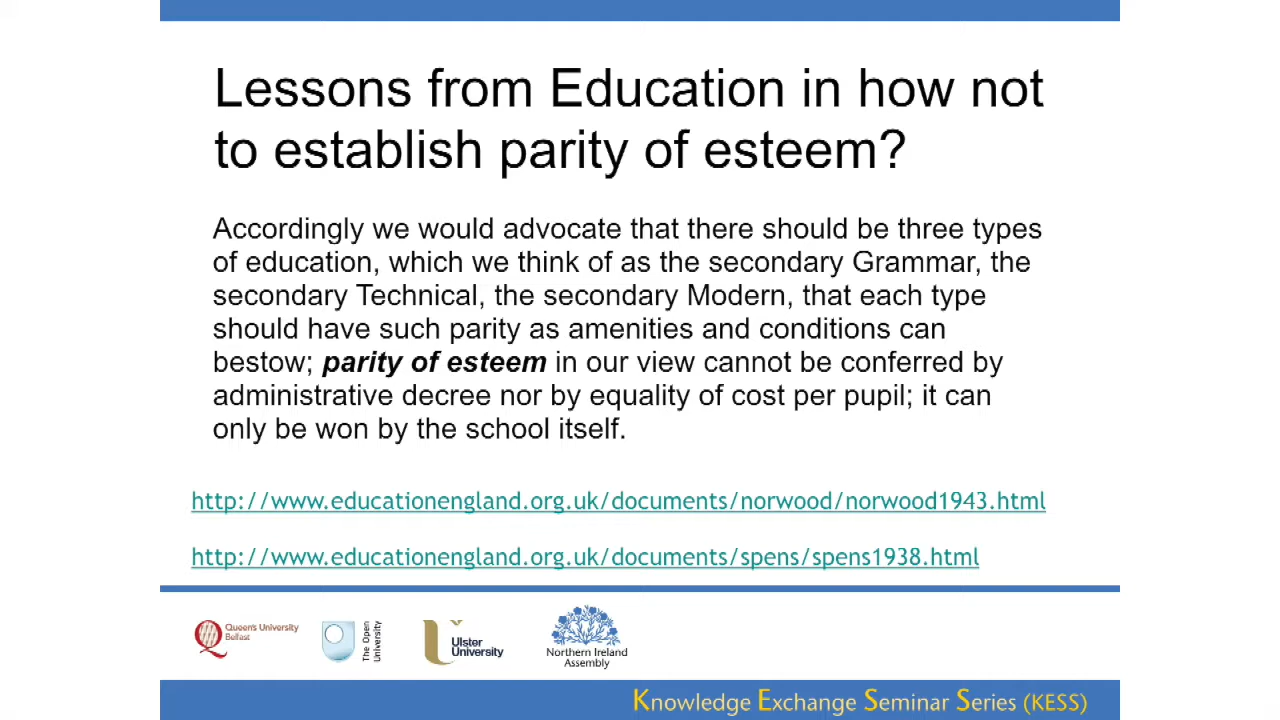 Lessons from Education in how not
to establish parity of esteem?
Accordingly we would advocate that there should be three types
of education, which we think of as the secondary Grammar, the
secondary Technical, the secondary Modern, that each type
should have such parity as amenities and conditions can
bestow; parity of esteem in our view cannot be conferred by
administrative decree nor by equality of cost per pupil; it can
only be won by the school itself.
http://www.educationengland.org.uk/documents/norwood/norwood1943.html
http://www.educationengland.org.uk/documents/spens/spens1938.html
Queen's University
Belfast
The Open
University
Ulster
University
Northern Ireland
Assembly
Knowledge Exchange Seminar Series (KESS)